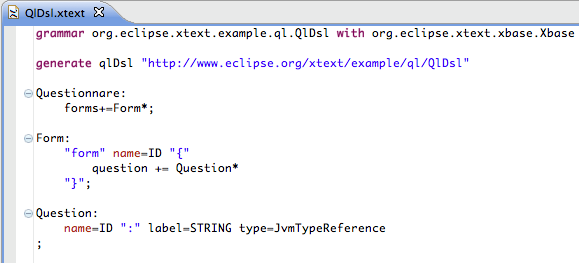 QlDsl.xtext
grammar org.eclipse.xtext.example.ql.QlDsl with org.eclipse.xtext.xbase.Xbase
generate qlDsl "http://www.eclipse.org/xtext/example/ql/QlDsl"
Questionnare:
forms+=Form*;
Form:
"form" name=ID "{"
question += Question*
"}";
Question:
name=ID ":" label=STRING type=JvmTypeReference
;